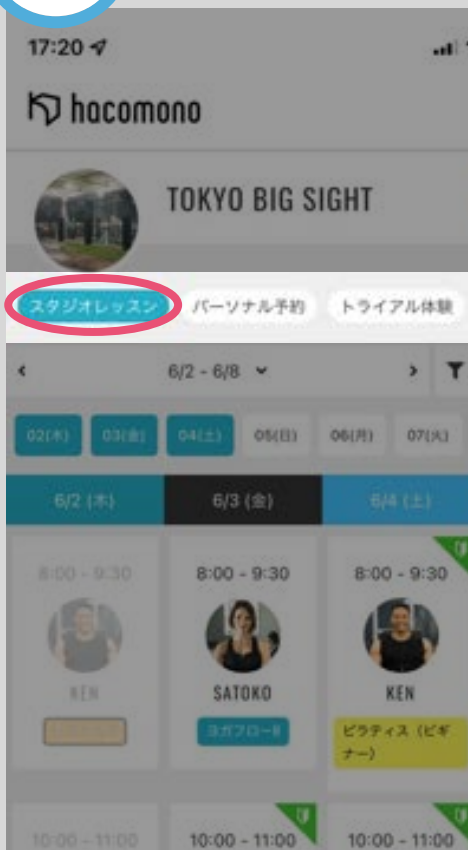 17:20
hacomono
TOKYO BIG SIGHT
スタジオレッスン パーソナル予約 トライアル体験
6/2 - 6/8
02(木) 03(金) 04(土) 05(日) 06(月) 07(火)
6/2 (木) 6/3 (金) 6/4 (土)
8:00 - 9:30 8:00 - 9:30 8:00 - 9:30
KEN SATOKO KEN
ピラティス (ビギ
ナー)
10:00 - 11:00 10:00 - 11:00 10:00 - 11:00